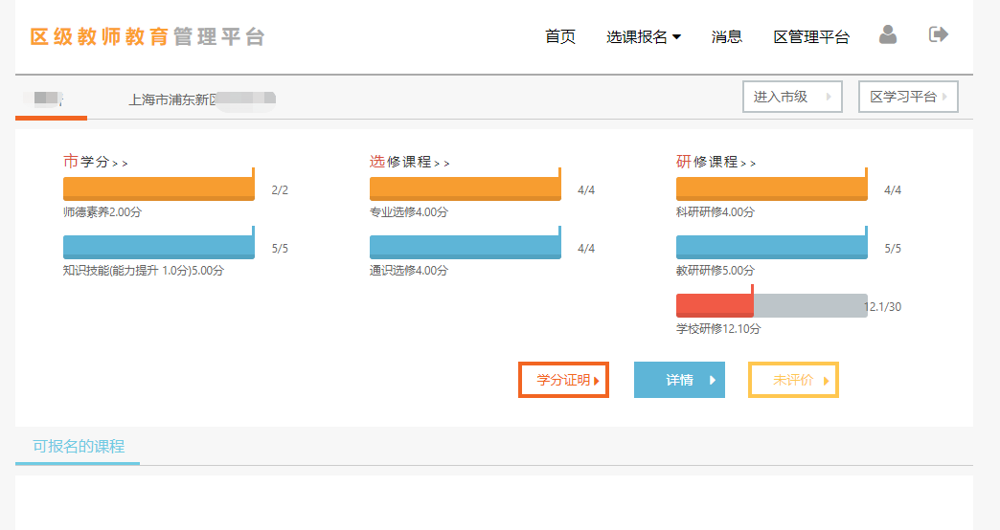 区级教师教育管理平台
首页 选课报名 消息 区管理平台
上海市浦东新区
进入市级 区学习平台
市学分>> 选修课程>> 研修课程>>
2/2 4/4 4/4
师德素养2.00分 专业选修4.00分 科研研修4.00分
5/5 4/4 5/5
知识技能(能力提升 1.0分)5.00分 通识选修4.00分 教研研修5.00分
12.1/30
学校研修12.10分
学分证明 详情 未评价
可报名的课程